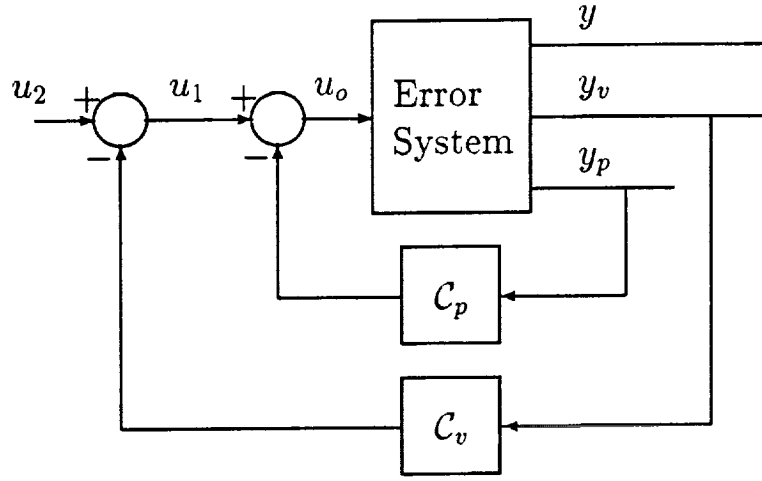 y
u₂ + u₁ + uₒ Error System yᵥ
− − yₚ
𝒞ₚ
𝒞ᵥ